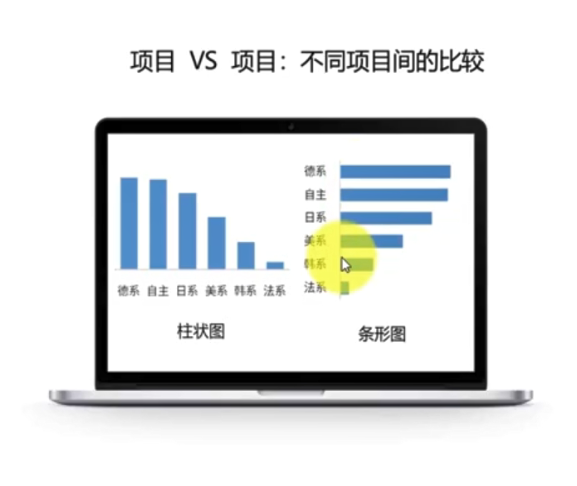 项目 VS 项目：不同项目间的比较
德系 自主 日系 美系 韩系 法系
柱状图
德系
自主
日系
美系
韩系
法系
条形图